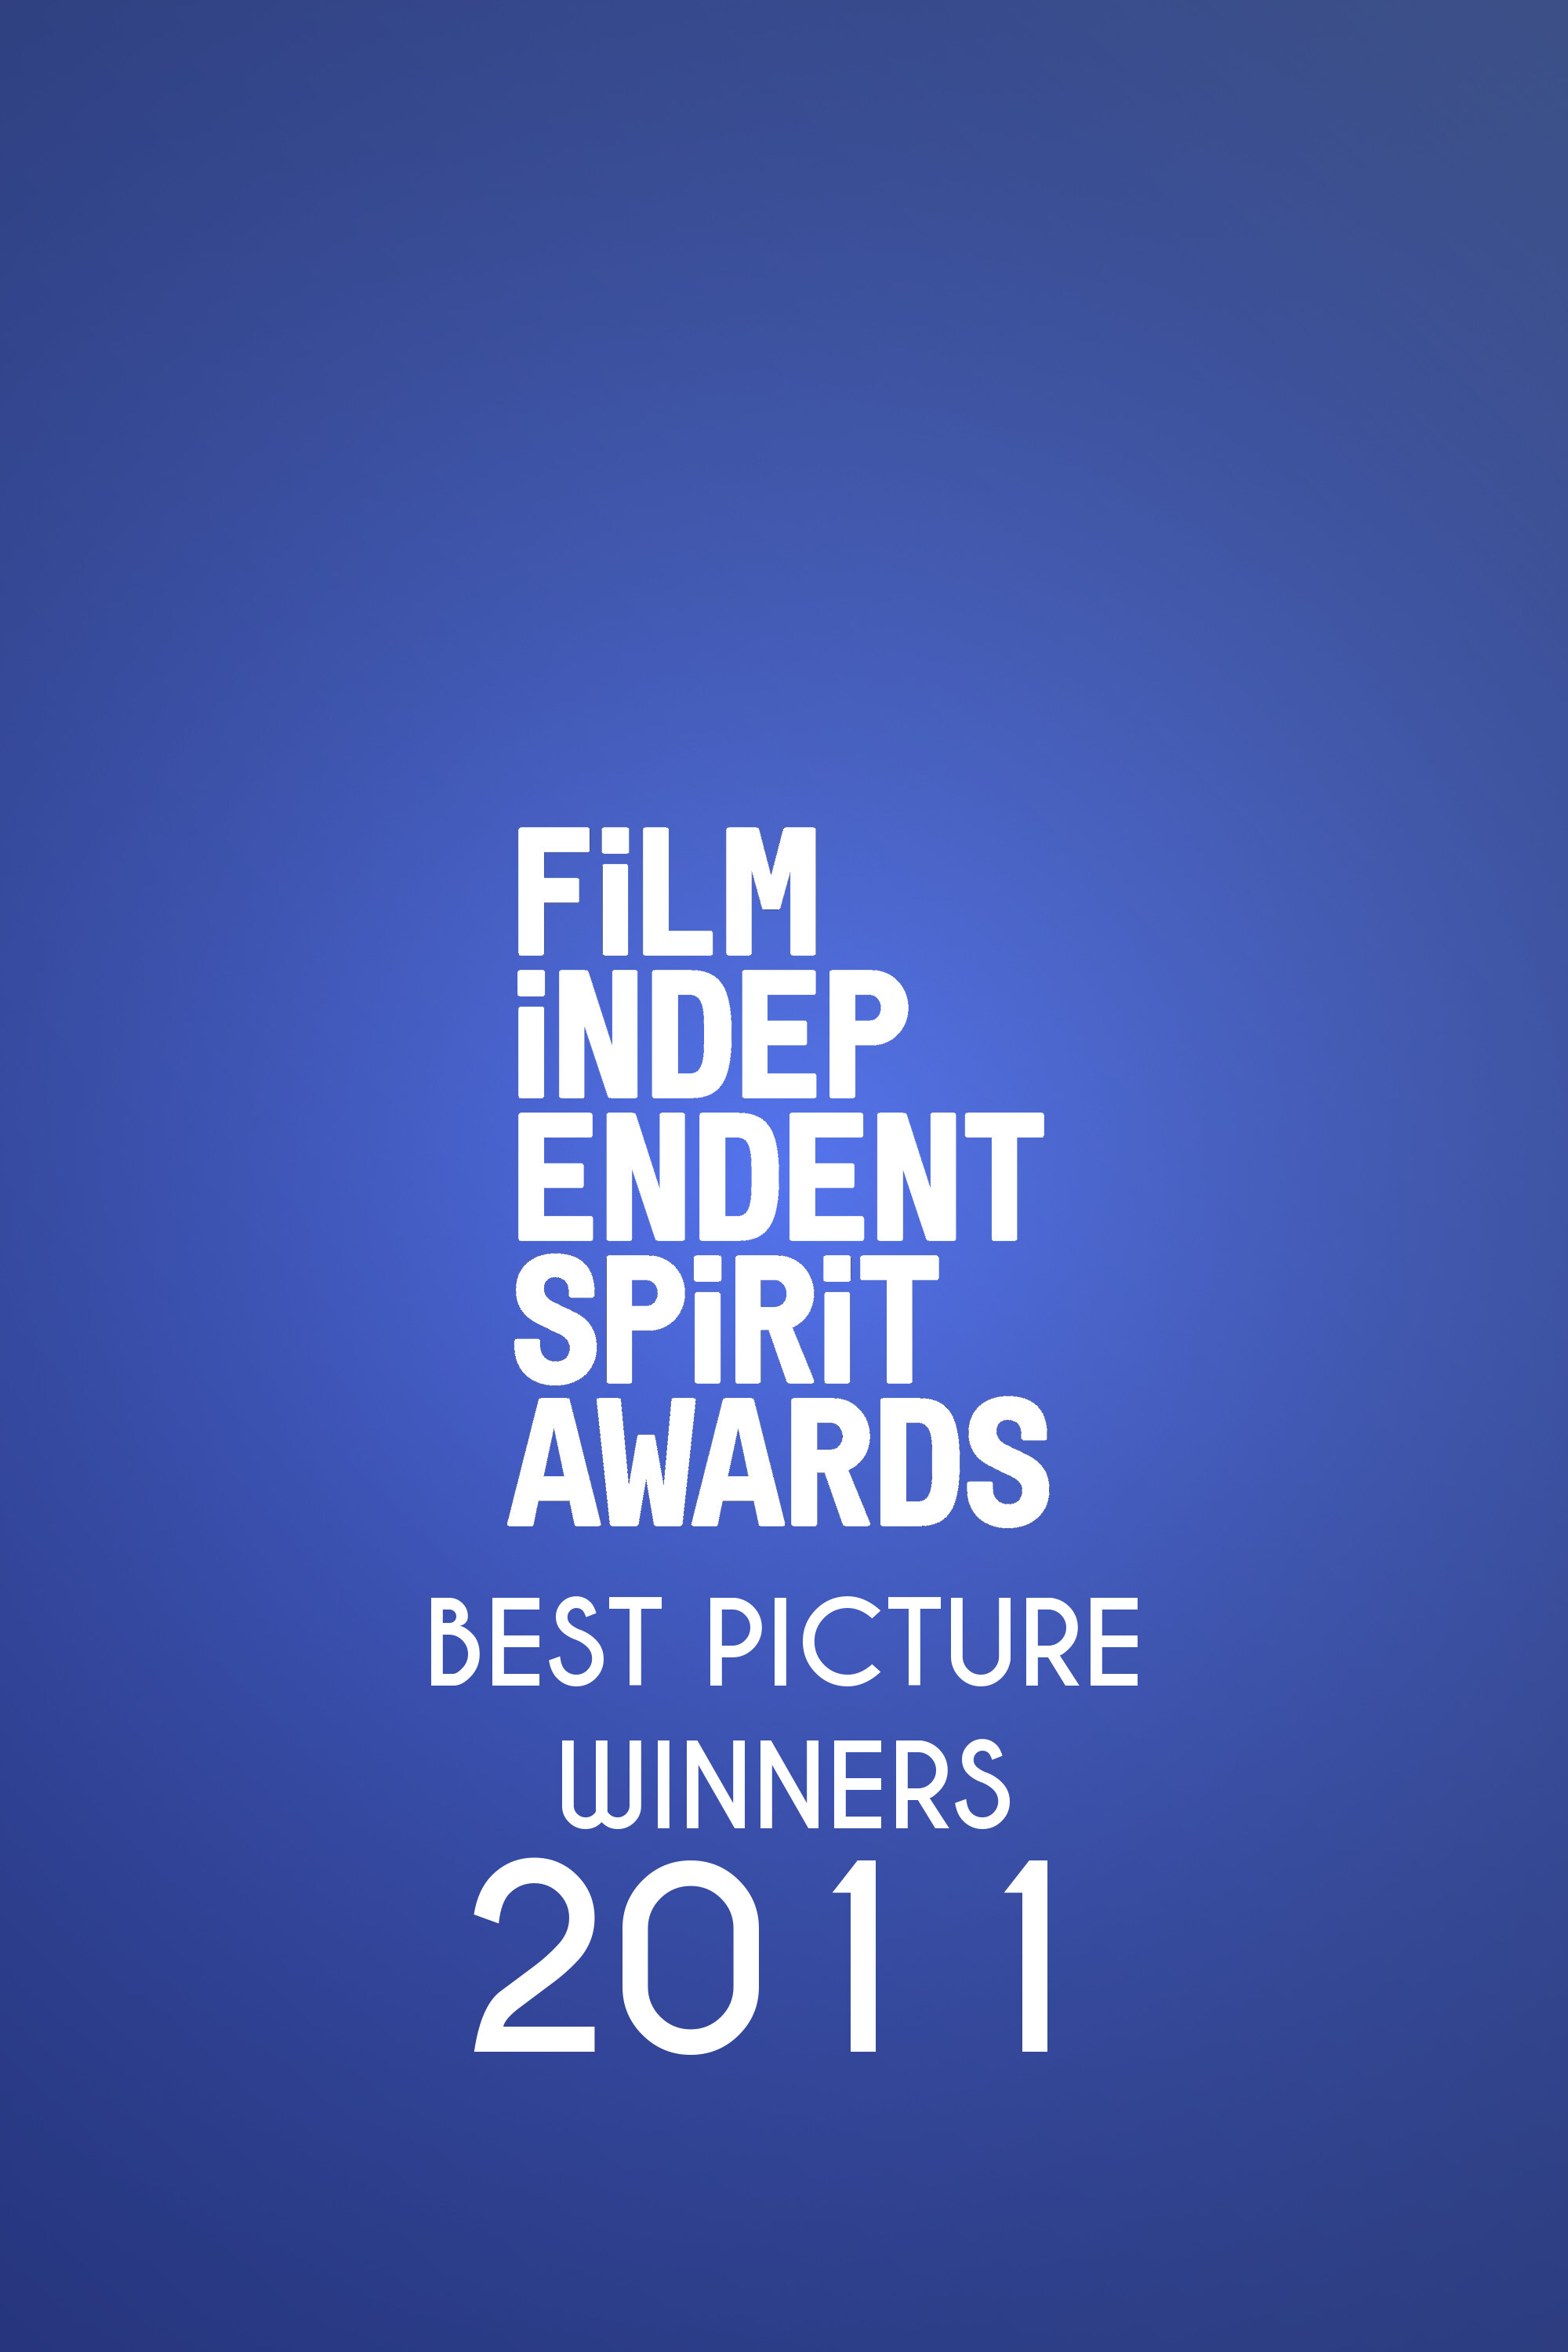 FiLM
iNDEP
ENDENT
SPiRiT
AWARDS
BEST PICTURE
WINNERS
2011